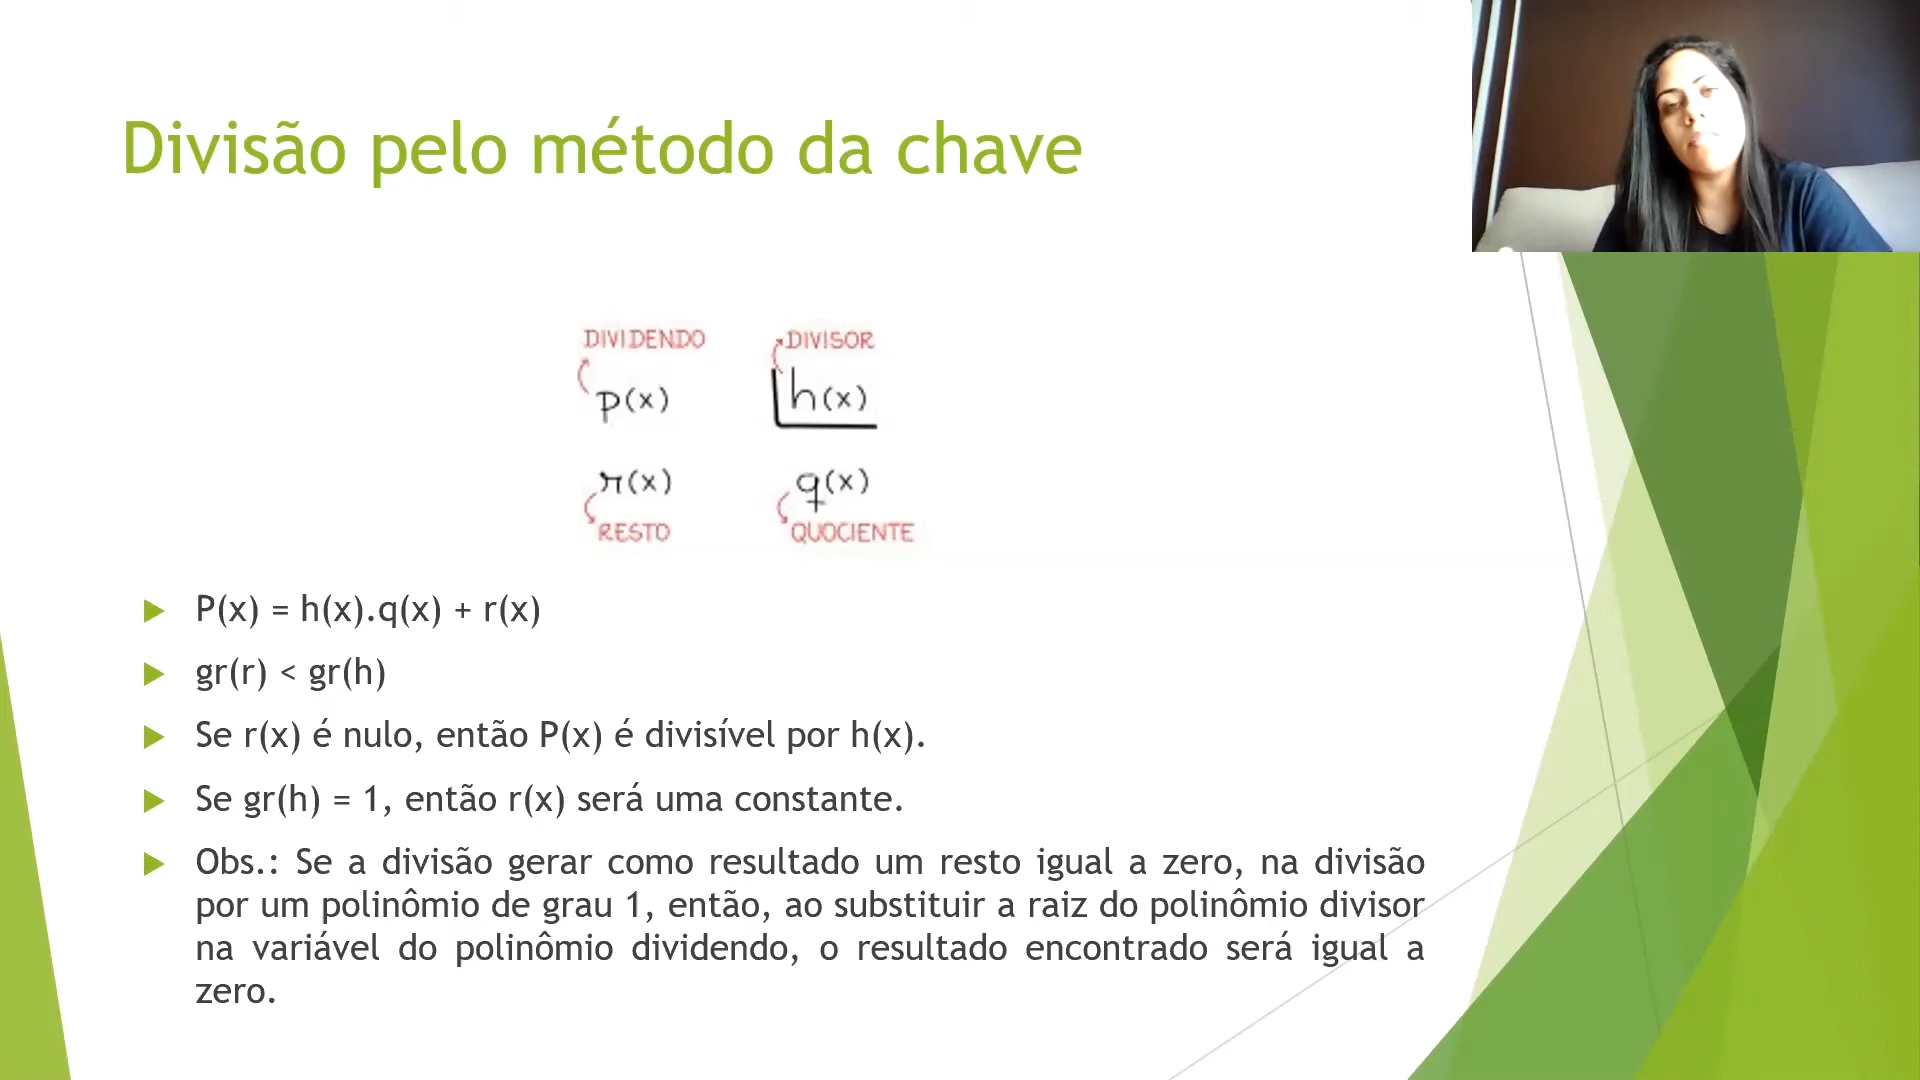 Divisão pelo método da chave
DIVIDENDO DIVISOR
p(x) h(x)
r(x) q(x)
RESTO QUOCIENTE
P(x) = h(x).q(x) + r(x)
gr(r) < gr(h)
Se r(x) é nulo, então P(x) é divisível por h(x).
Se gr(h) = 1, então r(x) será uma constante.
Obs.: Se a divisão gerar como resultado um resto igual a zero, na divisão
por um polinômio de grau 1, então, ao substituir a raiz do polinômio divisor
na variável do polinômio dividendo, o resultado encontrado será igual a
zero.